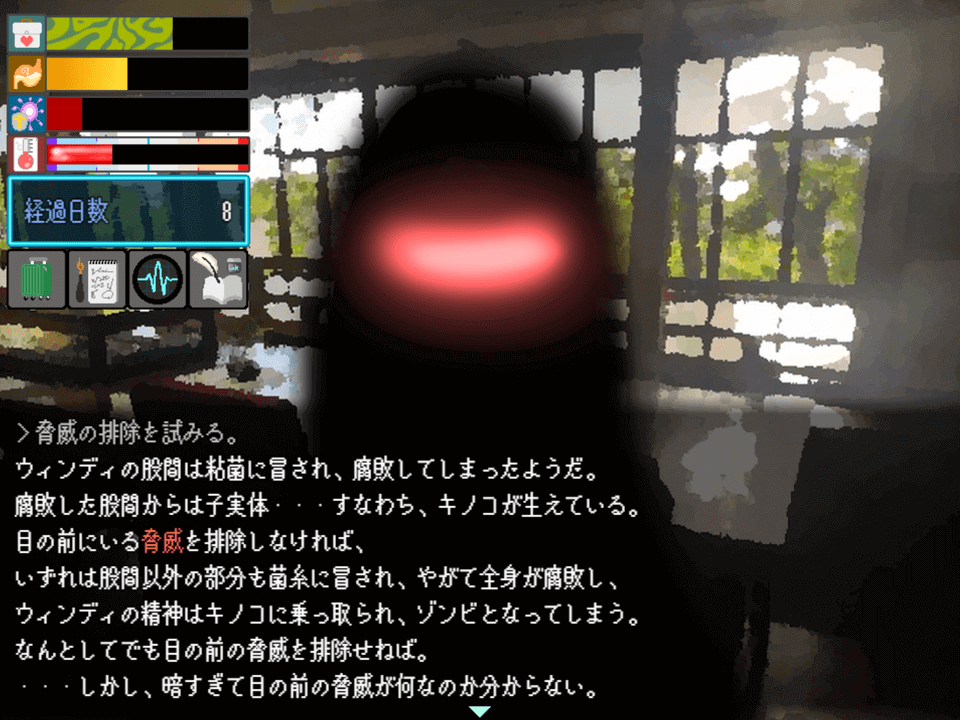 経過日数 8
＞脅威の排除を試みる。
ウィンディの股間は粘菌に冒され、腐敗してしまったようだ。
腐敗した股間からは子実体・・・すなわち、キノコが生えている。
目の前にいる脅威を排除しなければ、
いずれは股間以外の部分も菌糸に冒され、やがて全身が腐敗し、
ウィンディの精神はキノコに乗っ取られ、ゾンビとなってしまう。
なんとしてでも目の前の脅威を排除せねば。
・・・しかし、暗すぎて目の前の脅威が何なのか分からない。